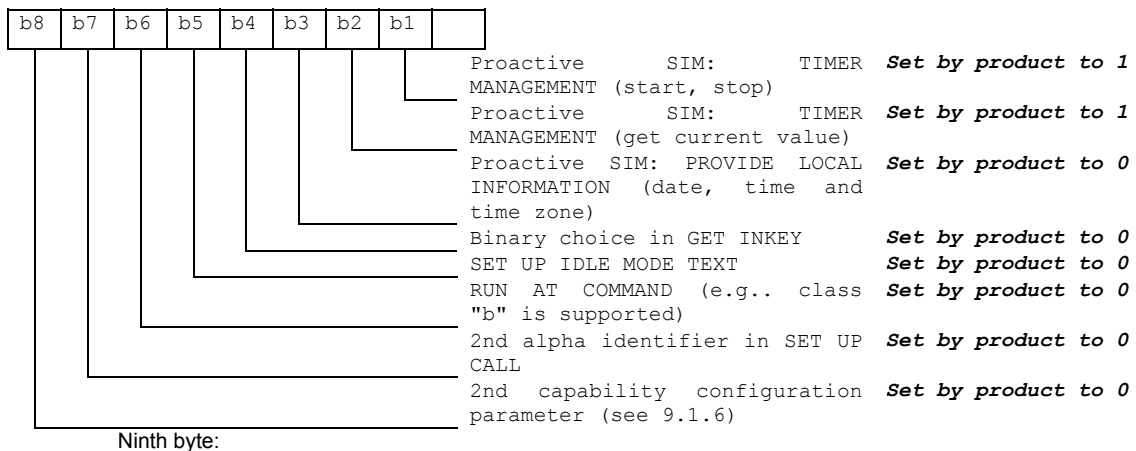 b8 b7 b6 b5 b4 b3 b2 b1
Proactive SIM: TIMER Set by product to 1
MANAGEMENT (start, stop)
Proactive SIM: TIMER Set by product to 1
MANAGEMENT (get current value)
Proactive SIM: PROVIDE LOCAL Set by product to 0
INFORMATION (date, time and
time zone)
Binary choice in GET INKEY Set by product to 0
SET UP IDLE MODE TEXT Set by product to 0
RUN AT COMMAND (e.g.. class Set by product to 0
"b" is supported)
2nd alpha identifier in SET UP Set by product to 0
CALL
2nd capability configuration Set by product to 0
parameter (see 9.1.6)
Ninth byte: